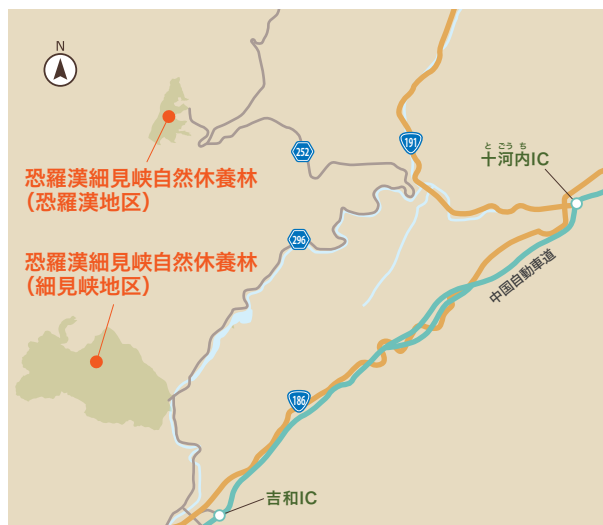 N
恐羅漢細見峡自然休養林
（恐羅漢地区）
252
191
とごうち
十河内IC
恐羅漢細見峡自然休養林
（細見峡地区）
296
中国自動車道
186
吉和IC